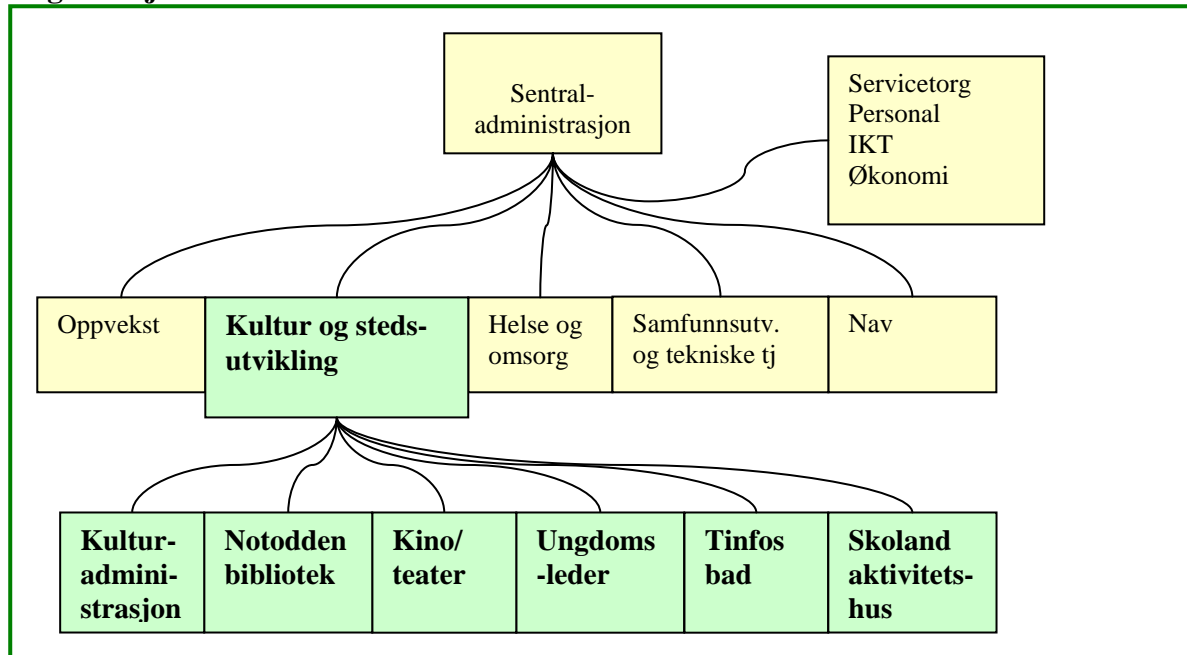 Sentral-
administrasjon
Servicetorg
Personal
IKT
Økonomi
Oppvekst
Kultur og steds-
utvikling
Helse og
omsorg
Samfunnsutv.
og tekniske tj
Nav
Kultur-
admini-
strasjon
Notodden
bibliotek
Kino/
teater
Ungdoms
-leder
Tinfos
bad
Skoland
aktivitets-
hus